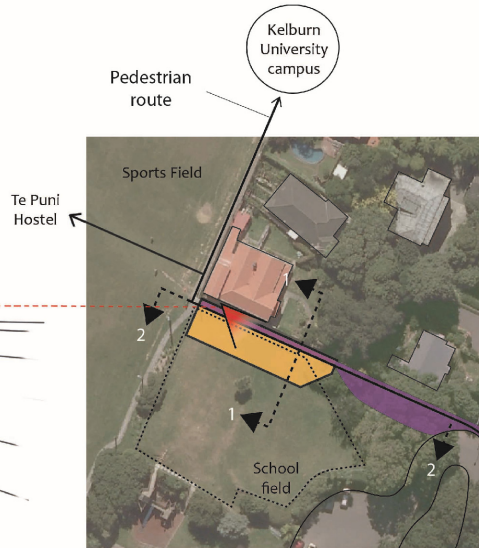 Kelburn
University
campus
Pedestrian
route
Sports Field
Te Puni
Hostel
1
2
1
School
field
2